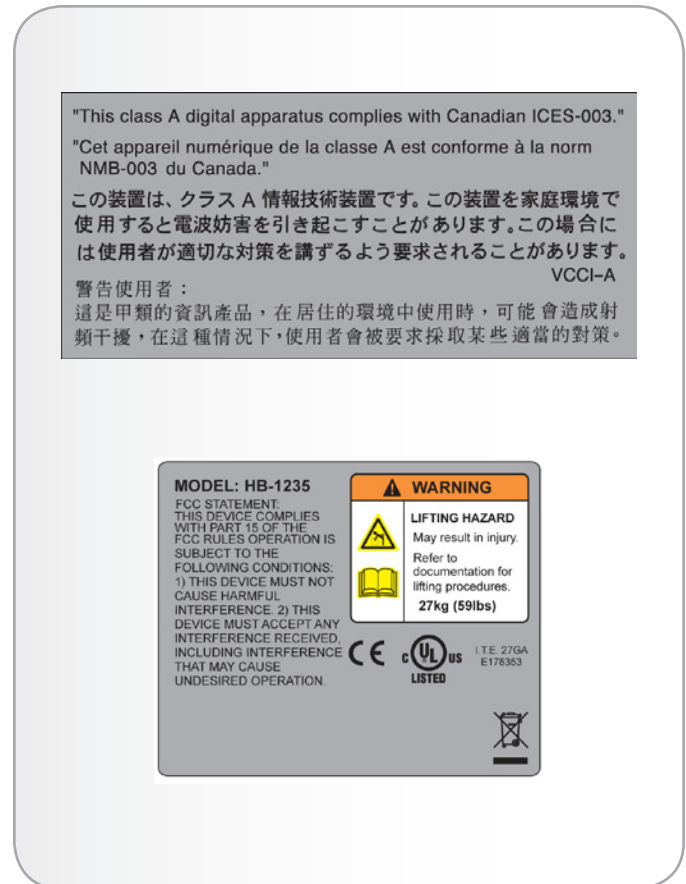 "This class A digital apparatus complies with Canadian ICES-003."
"Cet appareil numérique de la classe A est conforme à la norm
NMB-003 du Canada."
この装置は、クラス A 情報技術装置です。この装置を家庭環境で
使用すると電波妨害を引き起こすことがあります。この場合に
は使用者が適切な対策を講ずるよう要求されることがあります。
VCCI-A
警告使用者：
這是甲類的資訊產品，在居住的環境中使用時，可能會造成射
頻干擾，在這種情況下，使用者會被要求採取某些適當的對策。
MODEL: HB-1235
FCC STATEMENT:
THIS DEVICE COMPLIES
WITH PART 15 OF THE
FCC RULES OPERATION IS
SUBJECT TO THE
FOLLOWING CONDITIONS:
1) THIS DEVICE MUST NOT
CAUSE HARMFUL
INTERFERENCE. 2) THIS
DEVICE MUST ACCEPT ANY
INTERFERENCE RECEIVED,
INCLUDING INTERFERENCE
THAT MAY CAUSE
UNDESIRED OPERATION.
WARNING
LIFTING HAZARD
May result in injury.
Refer to
documentation for
lifting procedures.
27kg (59lbs)
CE
c UL us
LISTED
I.T.E. 27GA
E178353